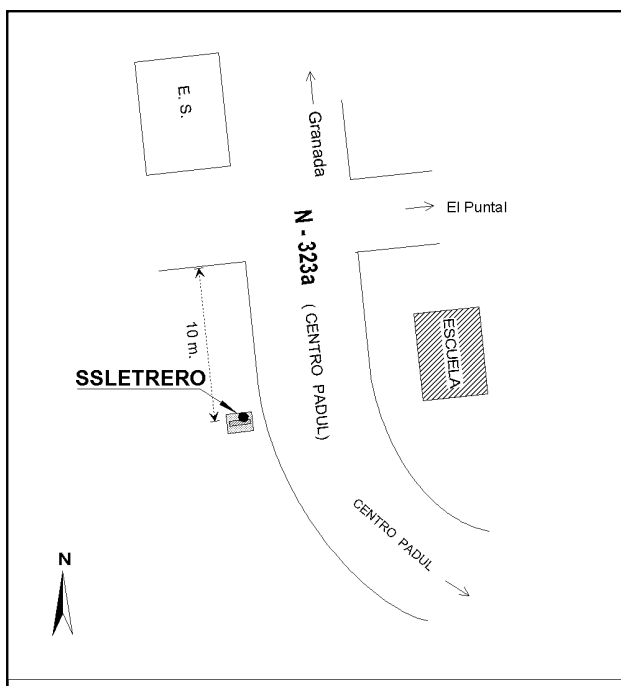 E. S.
Granada
El Puntal
N - 323a
( CENTRO PADUL)
10 m.
ESCUELA
SSLETRERO
CENTRO PADUL
N